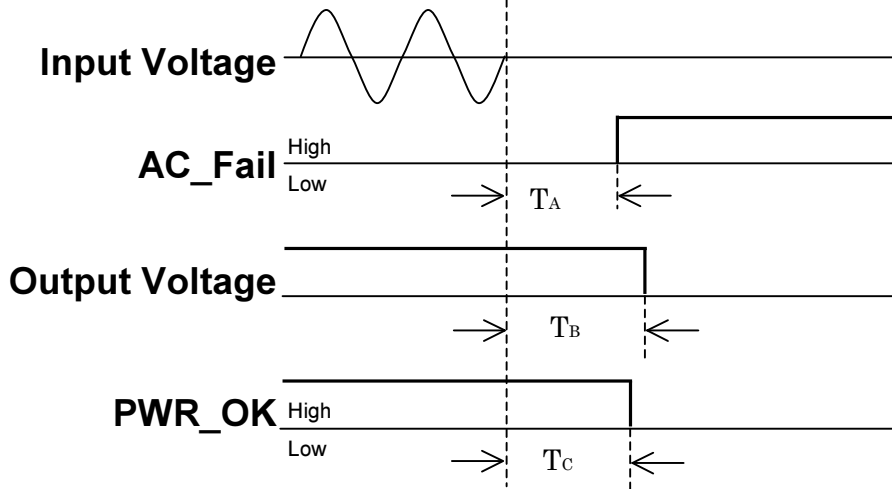 Input Voltage
AC_Fail
High
Low
TA
Output Voltage
TB
PWR_OK
High
Low
TC